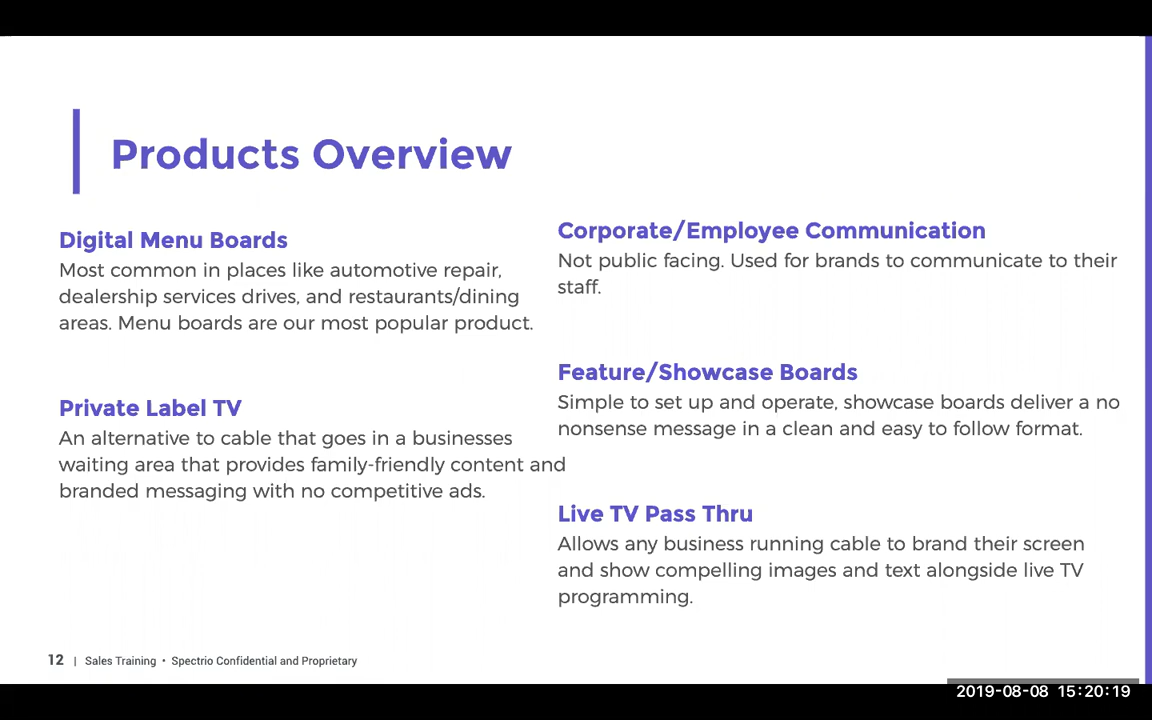 Products Overview
Digital Menu Boards
Most common in places like automotive repair,
dealership services drives, and restaurants/dining
areas. Menu boards are our most popular product.
Private Label TV
An alternative to cable that goes in a businesses
waiting area that provides family-friendly content and
branded messaging with no competitive ads.
Corporate/Employee Communication
Not public facing. Used for brands to communicate to their
staff.
Feature/Showcase Boards
Simple to set up and operate, showcase boards deliver a no
nonsense message in a clean and easy to follow format.
Live TV Pass Thru
Allows any business running cable to brand their screen
and show compelling images and text alongside live TV
programming.
12 | Sales Training • Spectrio Confidential and Proprietary
2019-08-08 15:20:19